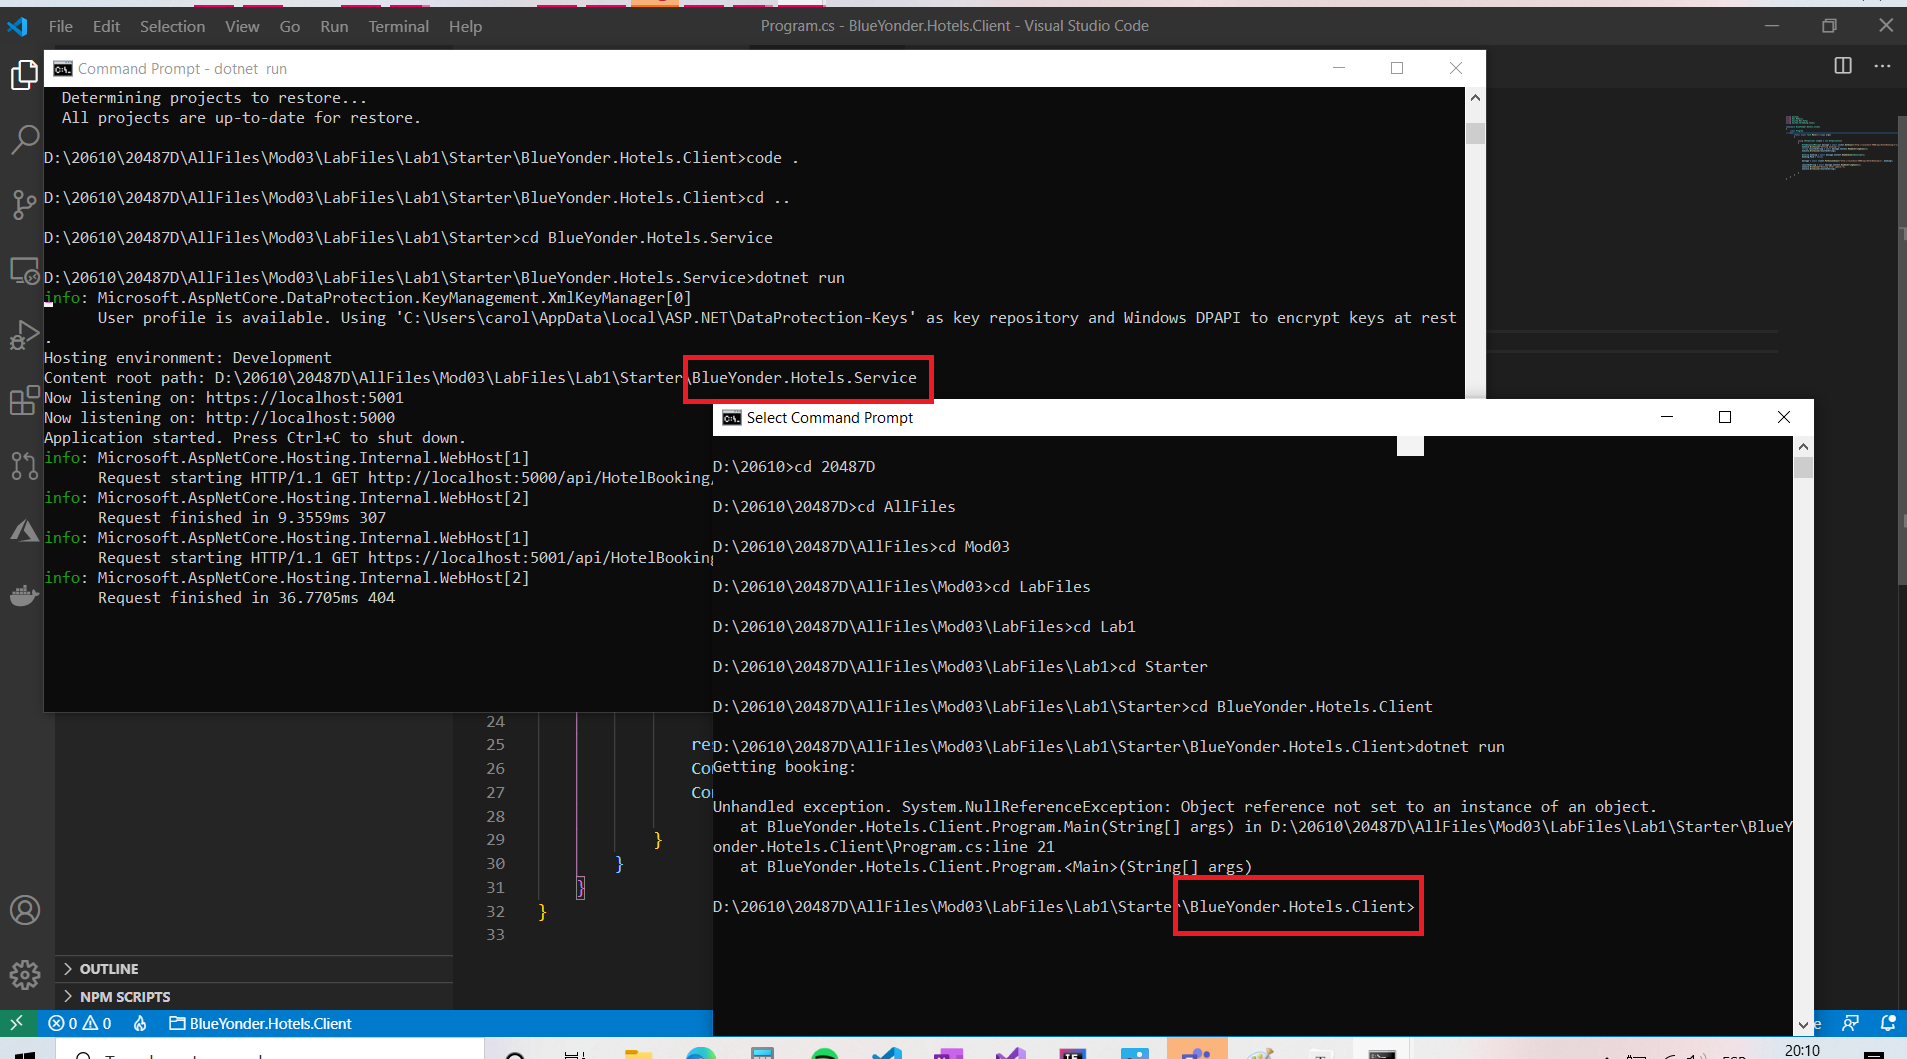 File Edit Selection View Go Run Terminal Help
Program.cs - BlueYonder.Hotels.Client - Visual Studio Code
Command Prompt - dotnet run
Determining projects to restore...
All projects are up-to-date for restore.
D:\20610\20487D\AllFiles\Mod03\LabFiles\Lab1\Starter\BlueYonder.Hotels.Client>code .
D:\20610\20487D\AllFiles\Mod03\LabFiles\Lab1\Starter\BlueYonder.Hotels.Client>cd ..
D:\20610\20487D\AllFiles\Mod03\LabFiles\Lab1\Starter>cd BlueYonder.Hotels.Service
D:\20610\20487D\AllFiles\Mod03\LabFiles\Lab1\Starter\BlueYonder.Hotels.Service>dotnet run
info: Microsoft.AspNetCore.DataProtection.KeyManagement.XmlKeyManager[0]
User profile is available. Using 'C:\Users\carol\AppData\Local\ASP.NET\DataProtection-Keys' as key repository and Windows DPAPI to encrypt keys at rest
.
Hosting environment: Development
Content root path: D:\20610\20487D\AllFiles\Mod03\LabFiles\Lab1\Starter\BlueYonder.Hotels.Service
Now listening on: https://localhost:5001
Now listening on: http://localhost:5000
Application started. Press Ctrl+C to shut down.
info: Microsoft.AspNetCore.Hosting.Internal.WebHost[1]
Request starting HTTP/1.1 GET http://localhost:5000/api/HotelBooking/
info: Microsoft.AspNetCore.Hosting.Internal.WebHost[2]
Request finished in 9.3559ms 307
info: Microsoft.AspNetCore.Hosting.Internal.WebHost[1]
Request starting HTTP/1.1 GET https://localhost:5001/api/HotelBooking
info: Microsoft.AspNetCore.Hosting.Internal.WebHost[2]
Request finished in 36.7705ms 404
Select Command Prompt
D:\20610>cd 20487D
D:\20610\20487D>cd AllFiles
D:\20610\20487D\AllFiles>cd Mod03
D:\20610\20487D\AllFiles\Mod03>cd LabFiles
D:\20610\20487D\AllFiles\Mod03\LabFiles>cd Lab1
D:\20610\20487D\AllFiles\Mod03\LabFiles\Lab1>cd Starter
D:\20610\20487D\AllFiles\Mod03\LabFiles\Lab1\Starter>cd BlueYonder.Hotels.Client
D:\20610\20487D\AllFiles\Mod03\LabFiles\Lab1\Starter\BlueYonder.Hotels.Client>dotnet run
Getting booking:
Unhandled exception. System.NullReferenceException: Object reference not set to an instance of an object.
at BlueYonder.Hotels.Client.Program.Main(String[] args) in D:\20610\20487D\AllFiles\Mod03\LabFiles\Lab1\Starter\BlueY
onder.Hotels.Client\Program.cs:line 21
at BlueYonder.Hotels.Client.Program.<Main>(String[] args)
D:\20610\20487D\AllFiles\Mod03\LabFiles\Lab1\Starter\BlueYonder.Hotels.Client>
24
25 re
26 Co
27 Co
28
29 }
30 }
31 }
32 }
33
OUTLINE
NPM SCRIPTS
0 0 BlueYonder.Hotels.Client
20:10